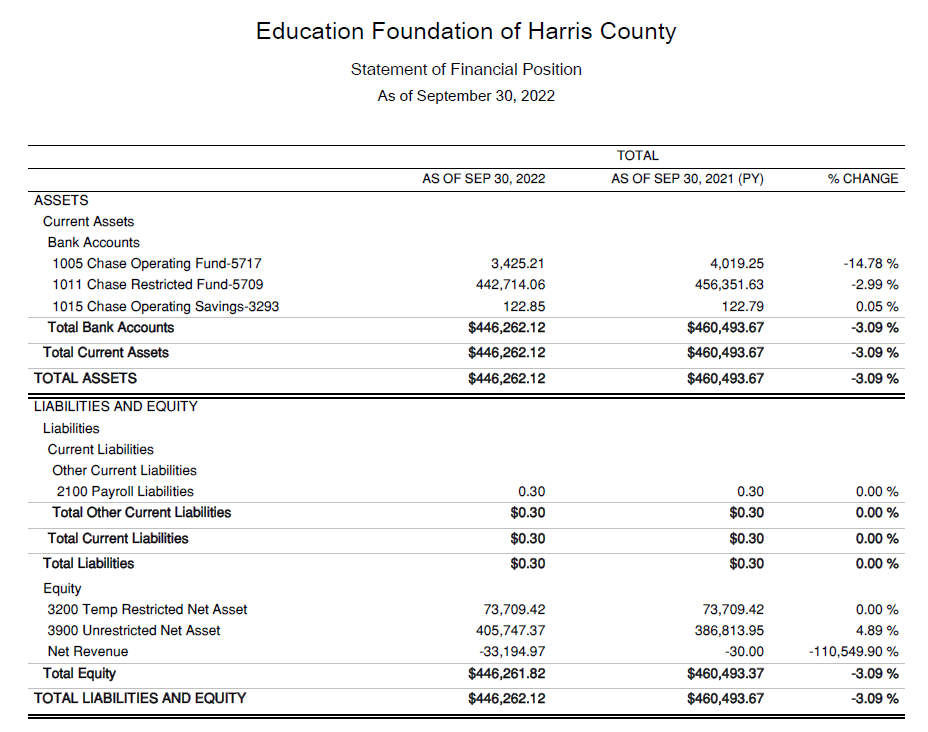 Education Foundation of Harris County
Statement of Financial Position
As of September 30, 2022
TOTAL
AS OF SEP 30, 2022 AS OF SEP 30, 2021 (PY) % CHANGE
ASSETS
Current Assets
Bank Accounts
1005 Chase Operating Fund-5717 3,425.21 4,019.25 -14.78 %
1011 Chase Restricted Fund-5709 442,714.06 456,351.63 -2.99 %
1015 Chase Operating Savings-3293 122.85 122.79 0.05 %
Total Bank Accounts $446,262.12 $460,493.67 -3.09 %
Total Current Assets $446,262.12 $460,493.67 -3.09 %
TOTAL ASSETS $446,262.12 $460,493.67 -3.09 %
LIABILITIES AND EQUITY
Liabilities
Current Liabilities
Other Current Liabilities
2100 Payroll Liabilities 0.30 0.30 0.00 %
Total Other Current Liabilities $0.30 $0.30 0.00 %
Total Current Liabilities $0.30 $0.30 0.00 %
Total Liabilities $0.30 $0.30 0.00 %
Equity
3200 Temp Restricted Net Asset 73,709.42 73,709.42 0.00 %
3900 Unrestricted Net Asset 405,747.37 386,813.95 4.89 %
Net Revenue -33,194.97 -30.00 -110,549.90 %
Total Equity $446,261.82 $460,493.37 -3.09 %
TOTAL LIABILITIES AND EQUITY $446,262.12 $460,493.67 -3.09 %